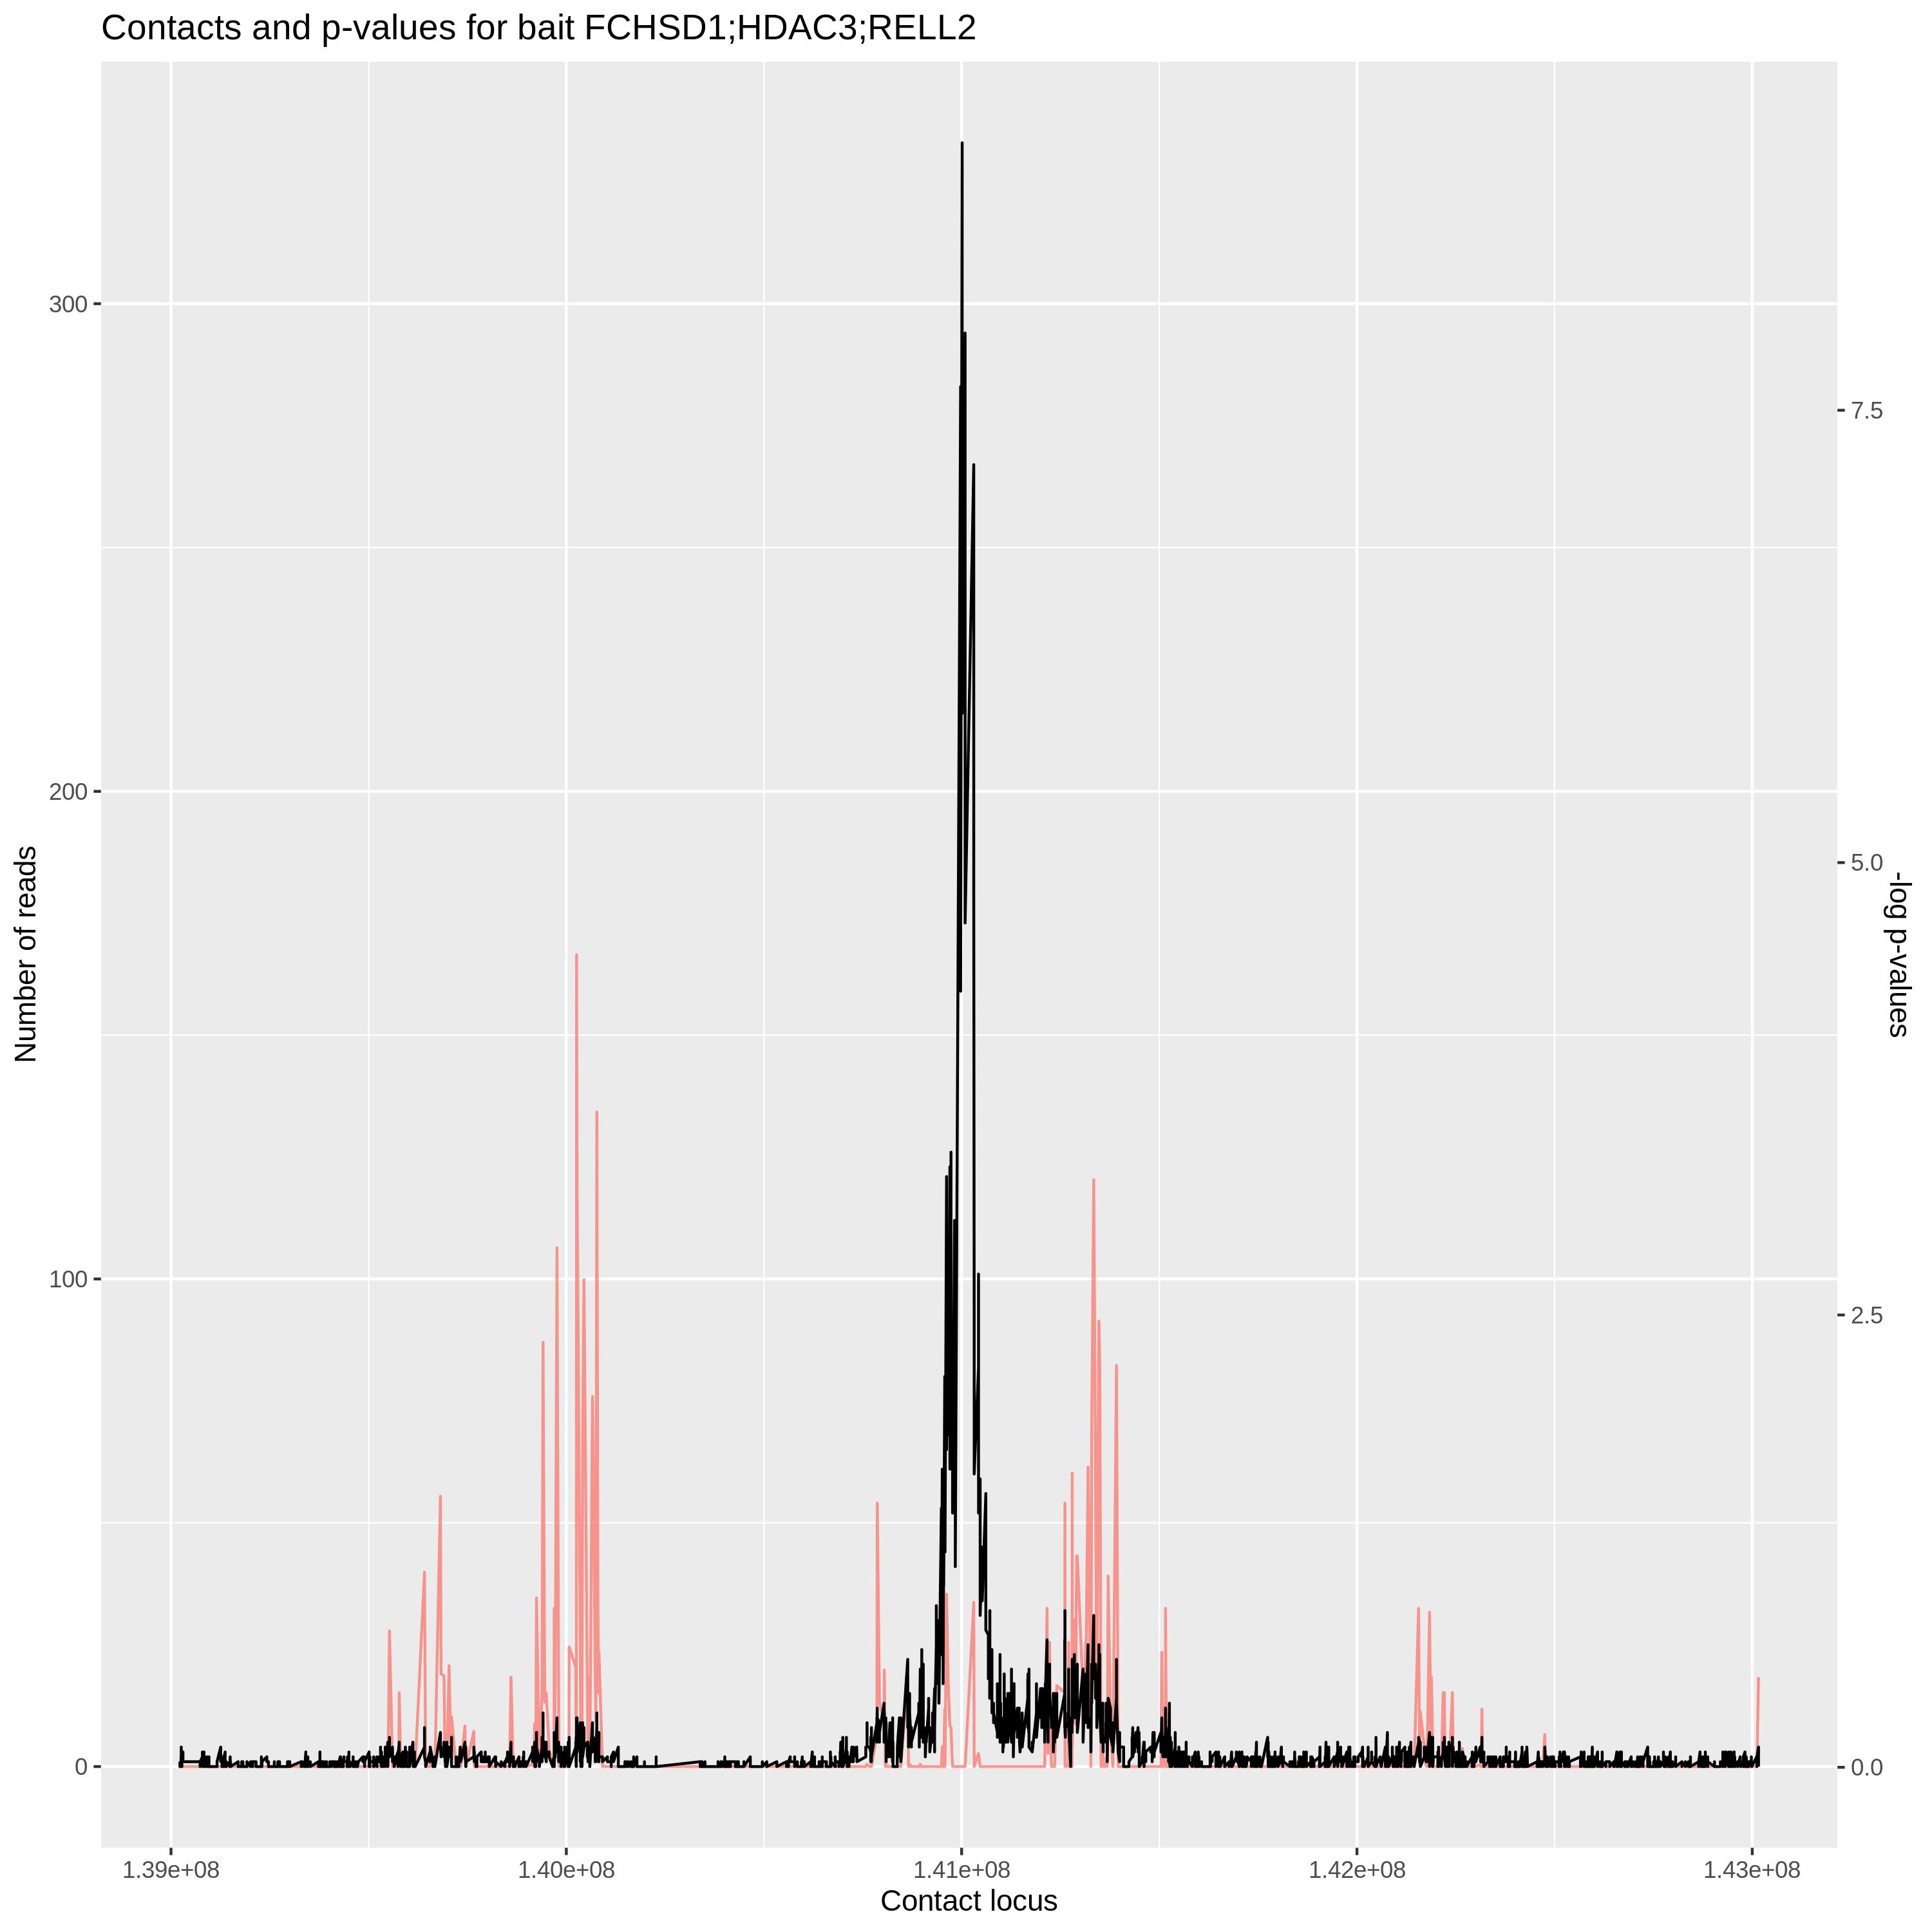 Contacts and p-values for bait FCHSD1;HDAC3;RELL2
300
200
100
0
Number of reads
7.5
5.0
2.5
0.0
-log p-values
1.39e+08
1.40e+08
1.41e+08
1.42e+08
1.43e+08
Contact locus